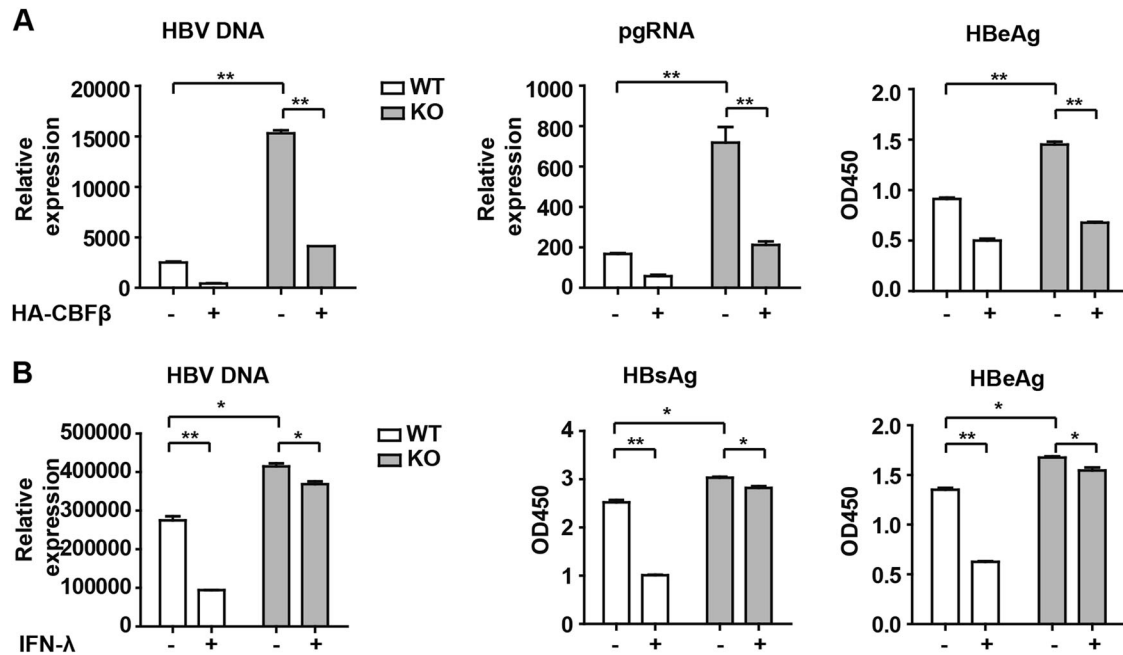 A
HBV DNA
pgRNA
HBeAg
WT
KO
Relative
expression
20000
15000
10000
5000
0
**
**
Relative
expression
1000
800
600
400
200
0
**
**
OD450
2.0
1.5
1.0
0.5
0.0
**
**
HA-CBFβ
- + - +
- + - +
- + - +
B
HBV DNA
HBsAg
HBeAg
WT
KO
Relative
expression
500000
400000
300000
200000
100000
0
*
**
*
OD450
4
3
2
1
0
*
**
*
OD450
2.0
1.5
1.0
0.5
0.0
*
**
*
IFN-λ
- + - +
- + - +
- + - +